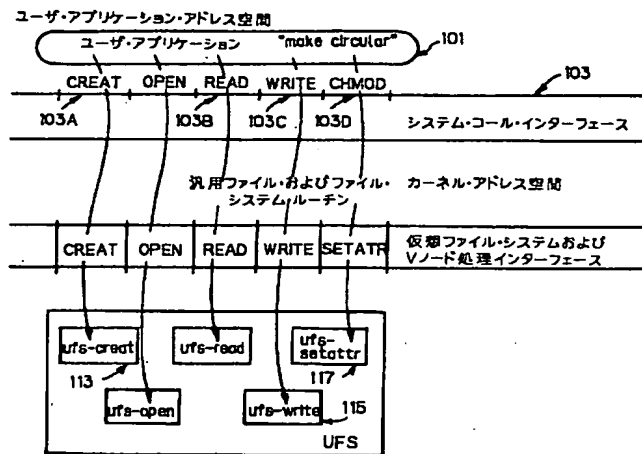 ユーザ・アプリケーション・アドレス空間
ユーザ・アプリケーション "make circular"
101
CREAT OPEN READ WRITE CHMOD
103
103A 103B 103C 103D
システム・コール・インターフェース
汎用ファイル・およびファイル・
システム・ルーチン
カーネル・アドレス空間
CREAT OPEN READ WRITE SETATR
仮想ファイル・システムおよび
Vノード処理インターフェース
ufs-creat
ufs-read
ufs-
setattr
113
117
ufs-open
ufs-write
115
UFS